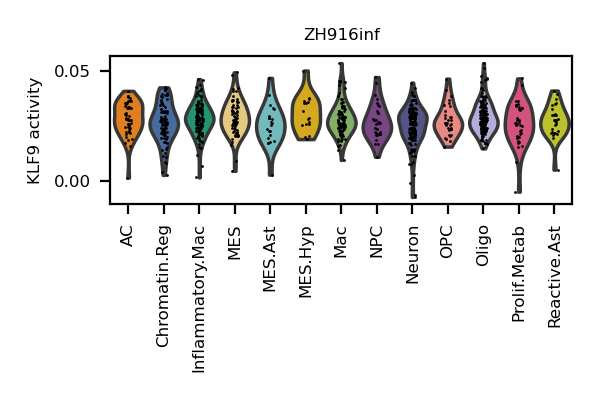 ZH916inf
KLF9 activity
0.05
0.00
AC
Chromatin.Reg
Inflammatory.Mac
MES
MES.Ast
MES.Hyp
Mac
NPC
Neuron
OPC
Oligo
Prolif.Metab
Reactive.Ast